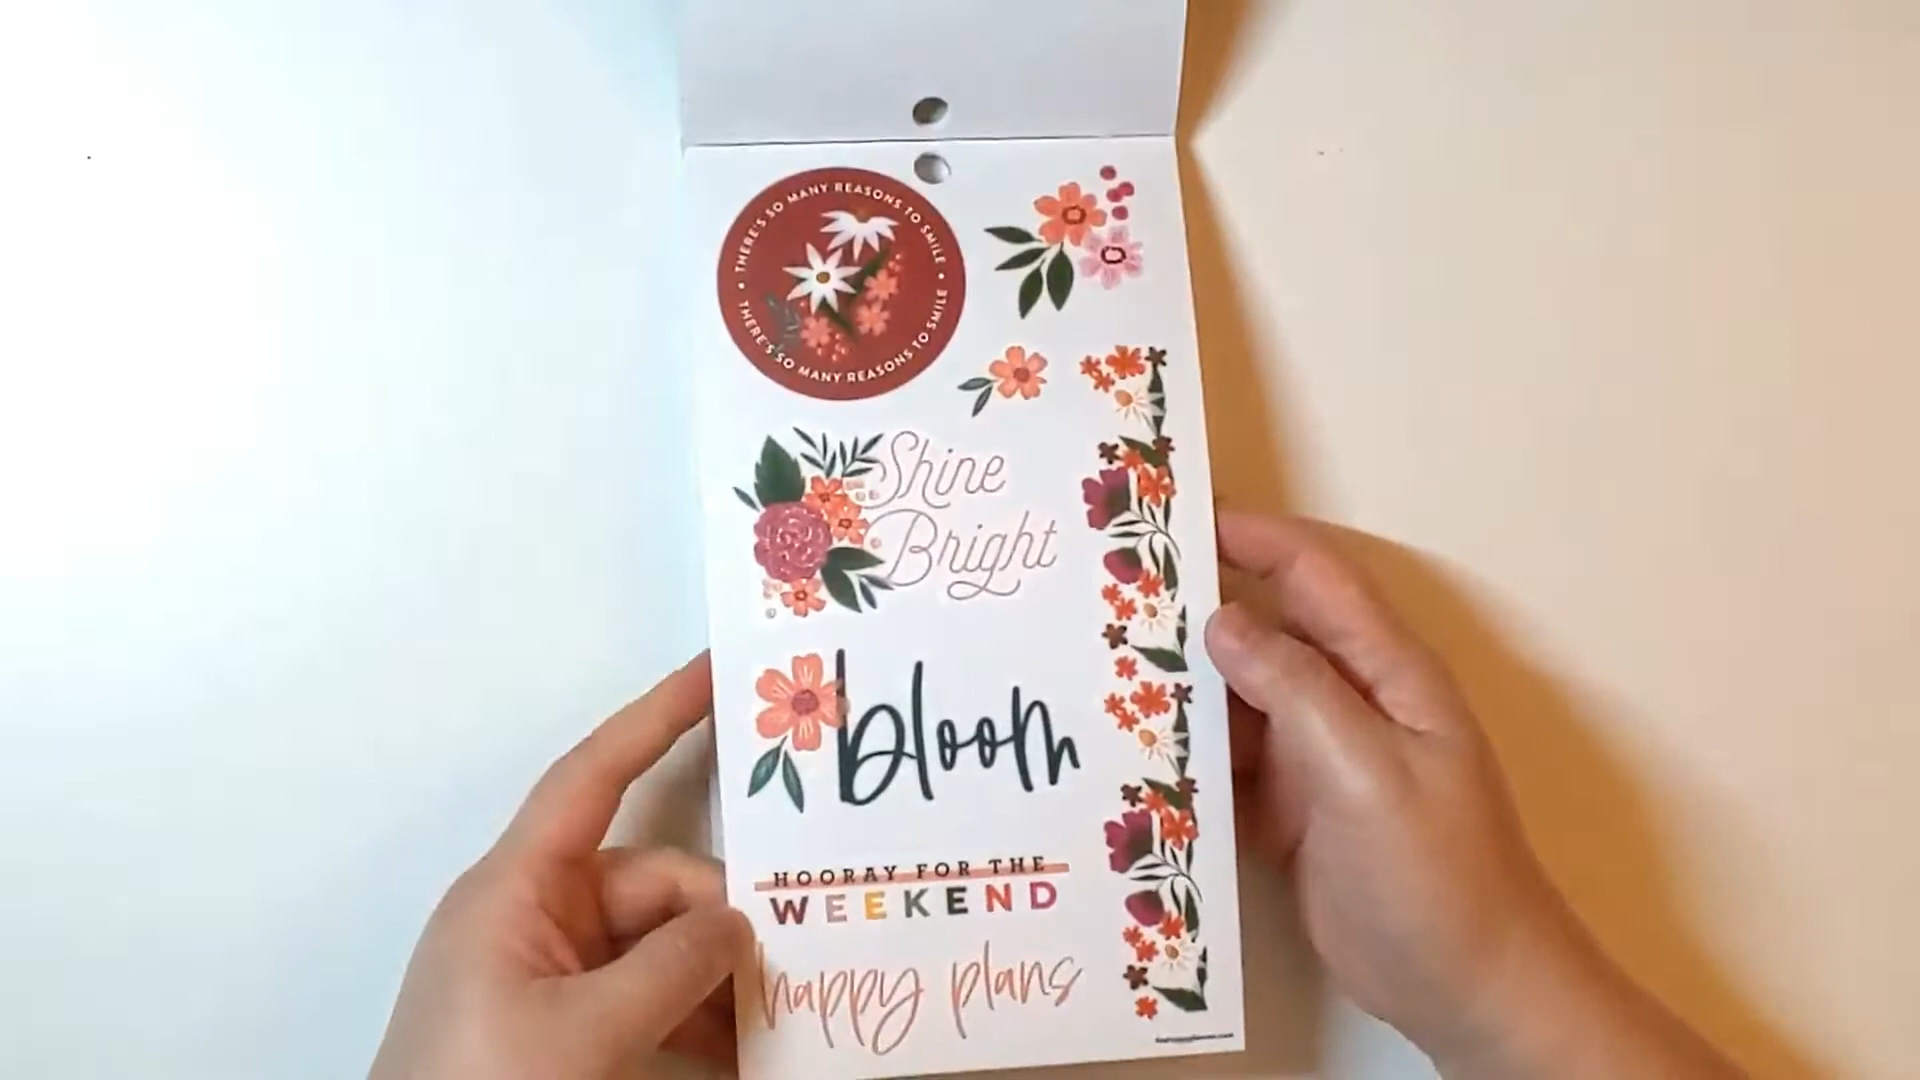 • THERE'S SO MANY REASONS TO SMILE •
THERE'S SO MANY REASONS TO SMILE
Shine
Bright
bloom
HOORAY FOR THE
WEEKEND
happy plans